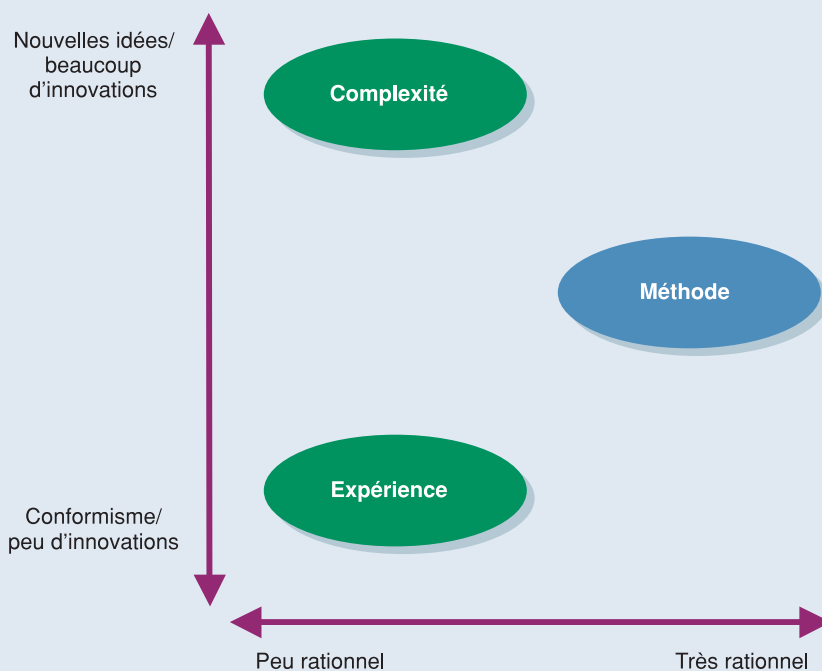 Nouvelles idées/
beaucoup
d’innovations
Complexité
Méthode
Expérience
Conformisme/
peu d’innovations
Peu rationnel
Très rationnel